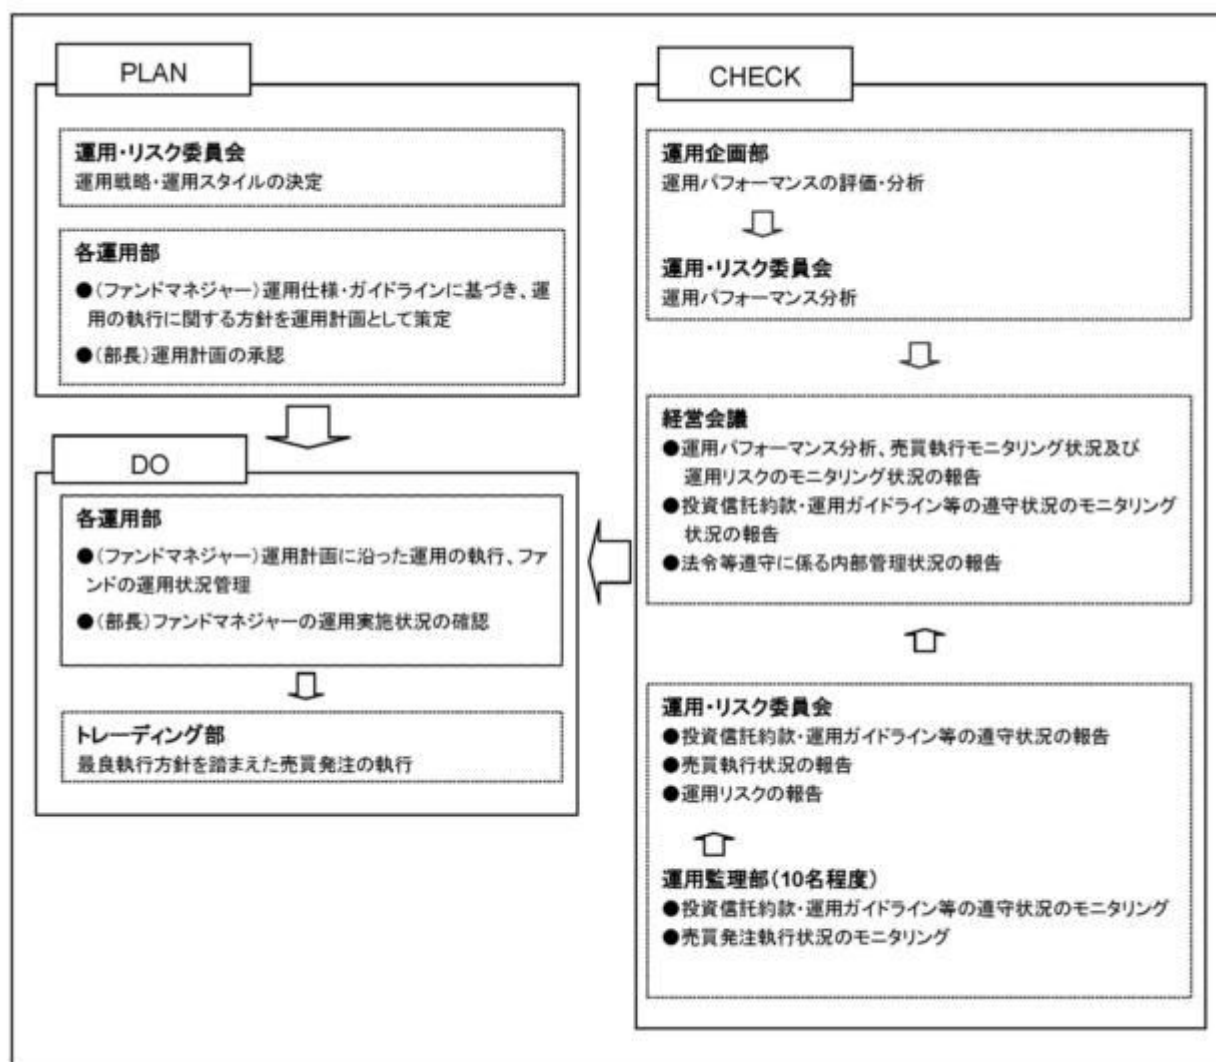 PLAN
運用・リスク委員会
運用戦略・運用スタイルの決定
各運用部
●(ファンドマネジャー)運用仕様・ガイドラインに基づき、運
用の執行に関する方針を運用計画として策定
●(部長)運用計画の承認
DO
各運用部
●(ファンドマネジャー)運用計画に沿った運用の執行、ファ
ンドの運用状況管理
●(部長)ファンドマネジャーの運用実施状況の確認
トレーディング部
最良執行方針を踏まえた売買発注の執行
CHECK
運用企画部
運用パフォーマンスの評価・分析
運用・リスク委員会
運用パフォーマンス分析
経営会議
●運用パフォーマンス分析、売買執行モニタリング状況及び
運用リスクのモニタリング状況の報告
●投資信託約款・運用ガイドライン等の遵守状況のモニタリング
状況の報告
●法令等遵守に係る内部管理状況の報告
運用・リスク委員会
●投資信託約款・運用ガイドライン等の遵守状況の報告
●売買執行状況の報告
●運用リスクの報告
運用監理部(10名程度)
●投資信託約款・運用ガイドライン等の遵守状況のモニタリング
●売買発注執行状況のモニタリング